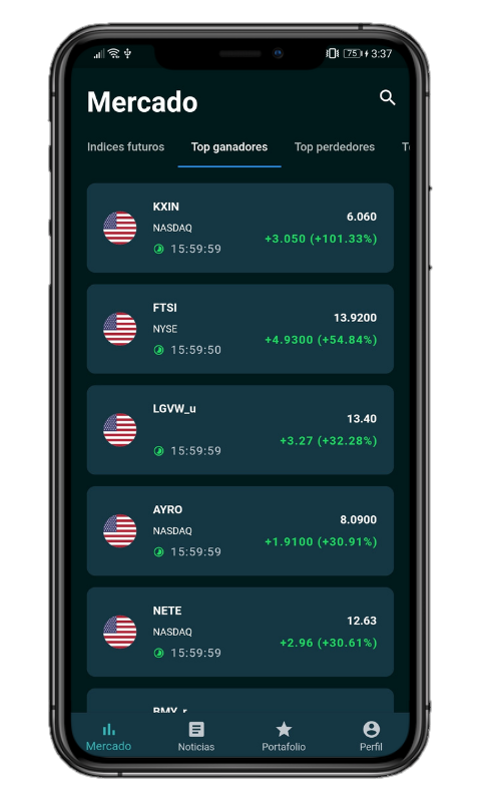 75 3:37
Mercado
Indices futuros Top ganadores Top perdedores
KXIN
6.060
NASDAQ
+3.050 (+101.33%)
15:59:59
FTSI
13.9200
NYSE
+4.9300 (+54.84%)
15:59:50
LGVW_u
13.40
+3.27 (+32.28%)
15:59:59
AYRO
8.0900
NASDAQ
+1.9100 (+30.91%)
15:59:59
NETE
12.63
NASDAQ
+2.96 (+30.61%)
15:59:59
Mercado Noticias Portafolio Perfil